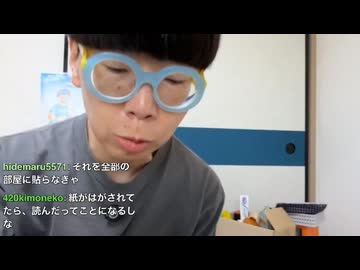 hidemaru5571: それを全部の
部屋に貼らなきゃ
420kimoneko: 紙がはがされて
たら、読んだってことになるし
な